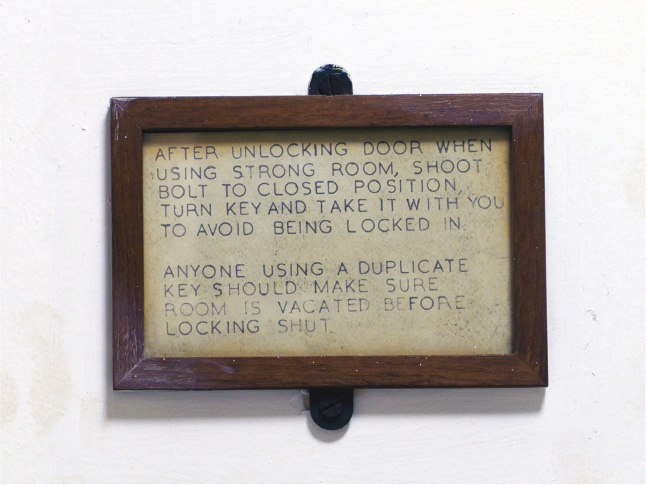 AFTER UNLOCKING DOOR WHEN
USING STRONG ROOM, SHOOT
BOLT TO CLOSED POSITION,
TURN KEY AND TAKE IT WITH YOU
TO AVOID BEING LOCKED IN.
ANYONE USING A DUPLICATE
KEY SHOULD MAKE SURE
ROOM IS VACATED BEFORE
LOCKING SHUT.